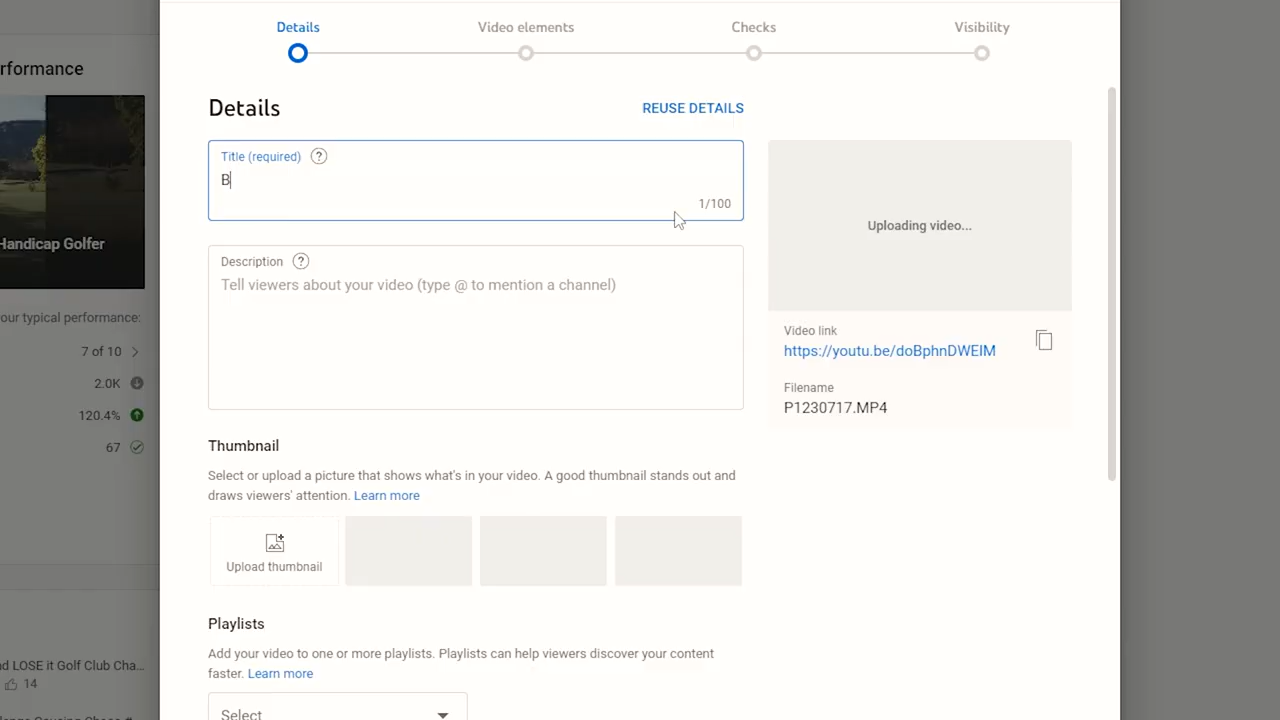 Details
Video elements
Checks
Visibility
rformance
Details
REUSE DETAILS
Title (required)
B
1/100
Uploading video...
Handicap Golfer
Description
Tell viewers about your video (type @ to mention a channel)
our typical performance:
7 of 10
2.0K
120.4%
67
Video link
https://youtu.be/doBphnDWEIM
Filename
P1230717.MP4
Thumbnail
Select or upload a picture that shows what's in your video. A good thumbnail stands out and
draws viewers' attention. Learn more
Upload thumbnail
Playlists
Add your video to one or more playlists. Playlists can help viewers discover your content
faster. Learn more
Select
nd LOSE it Golf Club Cha...
14